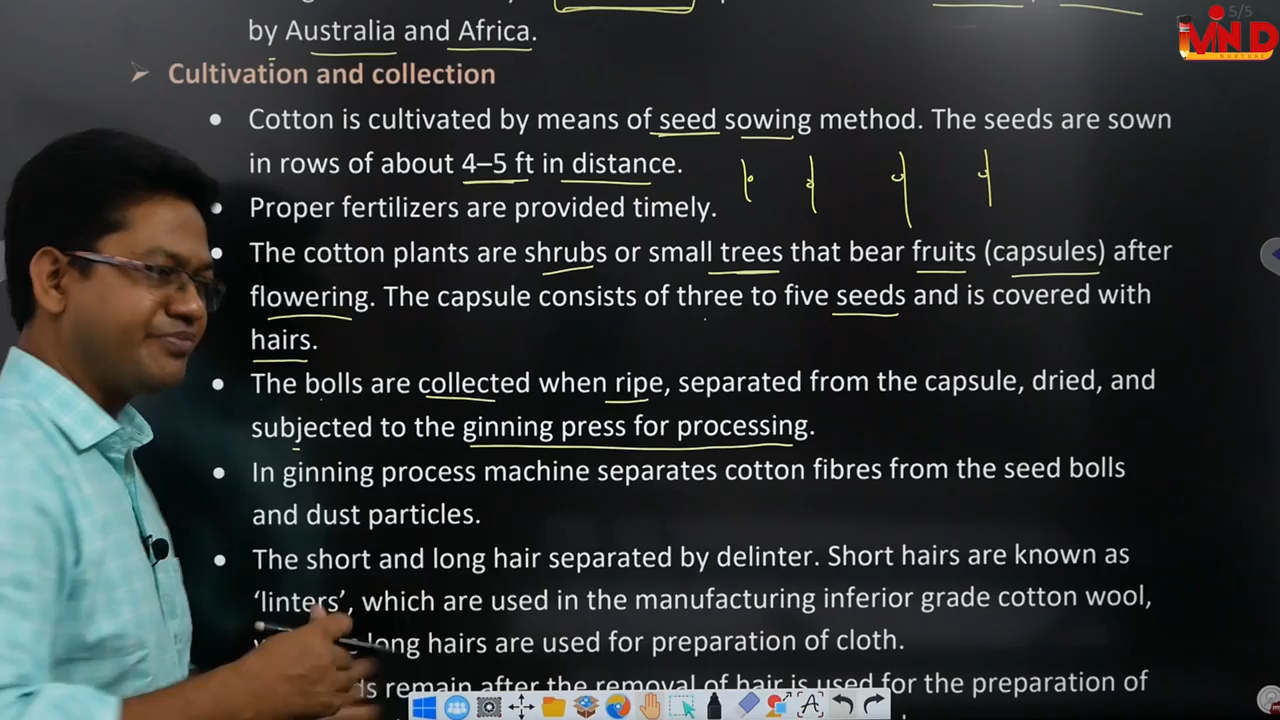 5/5
MIND
NURTURE
by Australia and Africa.
Cultivation and collection
Cotton is cultivated by means of seed sowing method. The seeds are sown
in rows of about 4–5 ft in distance.
Proper fertilizers are provided timely.
The cotton plants are shrubs or small trees that bear fruits (capsules) after
flowering. The capsule consists of three to five seeds and is covered with
hairs.
The bolls are collected when ripe, separated from the capsule, dried, and
subjected to the ginning press for processing.
In ginning process machine separates cotton fibres from the seed bolls
and dust particles.
The short and long hair separated by delinter. Short hairs are known as
‘linters’, which are used in the manufacturing inferior grade cotton wool,
long hairs are used for preparation of cloth.
remain after the removal of hair is used for the preparation of